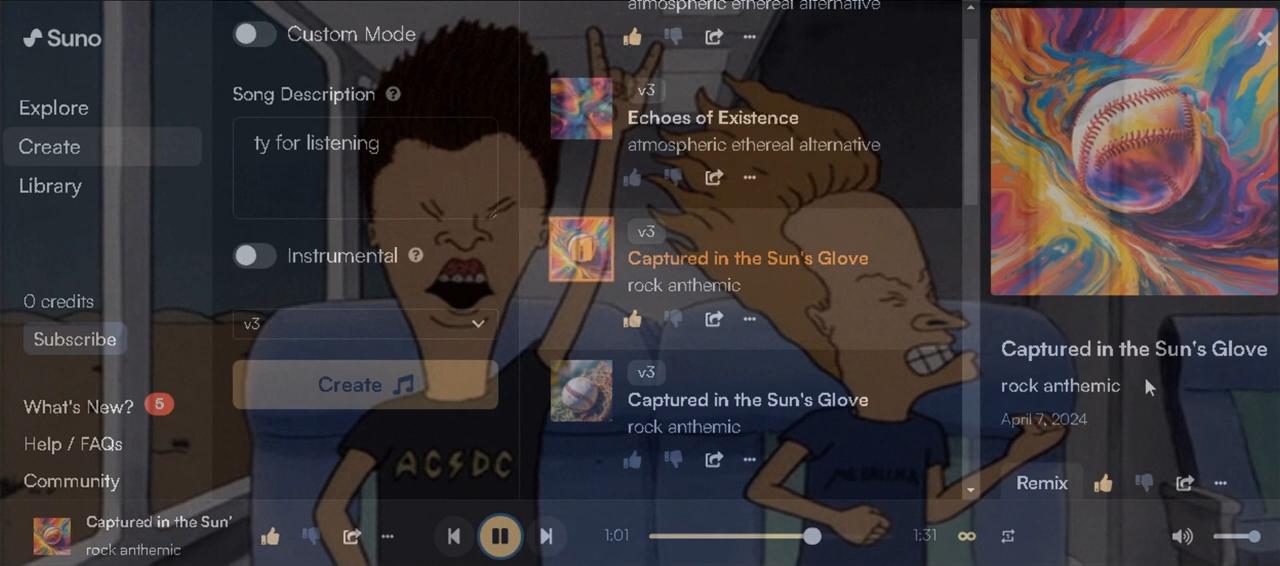 Suno
Explore
Create
Library
0 credits
Subscribe
What's New? 5
Help / FAQs
Community
Custom Mode
Song Description ?
ty for listening
Instrumental ?
v3
Create
atmospheric ethereal alternative
v3
Echoes of Existence
atmospheric ethereal alternative
v3
Captured in the Sun's Glove
rock anthemic
v3
Captured in the Sun's Glove
rock anthemic
AC⚡DC
Captured in the Sun's Glove
rock anthemic
April 7, 2024
Remix
Captured in the Sun'
rock anthemic
1:01
1:31